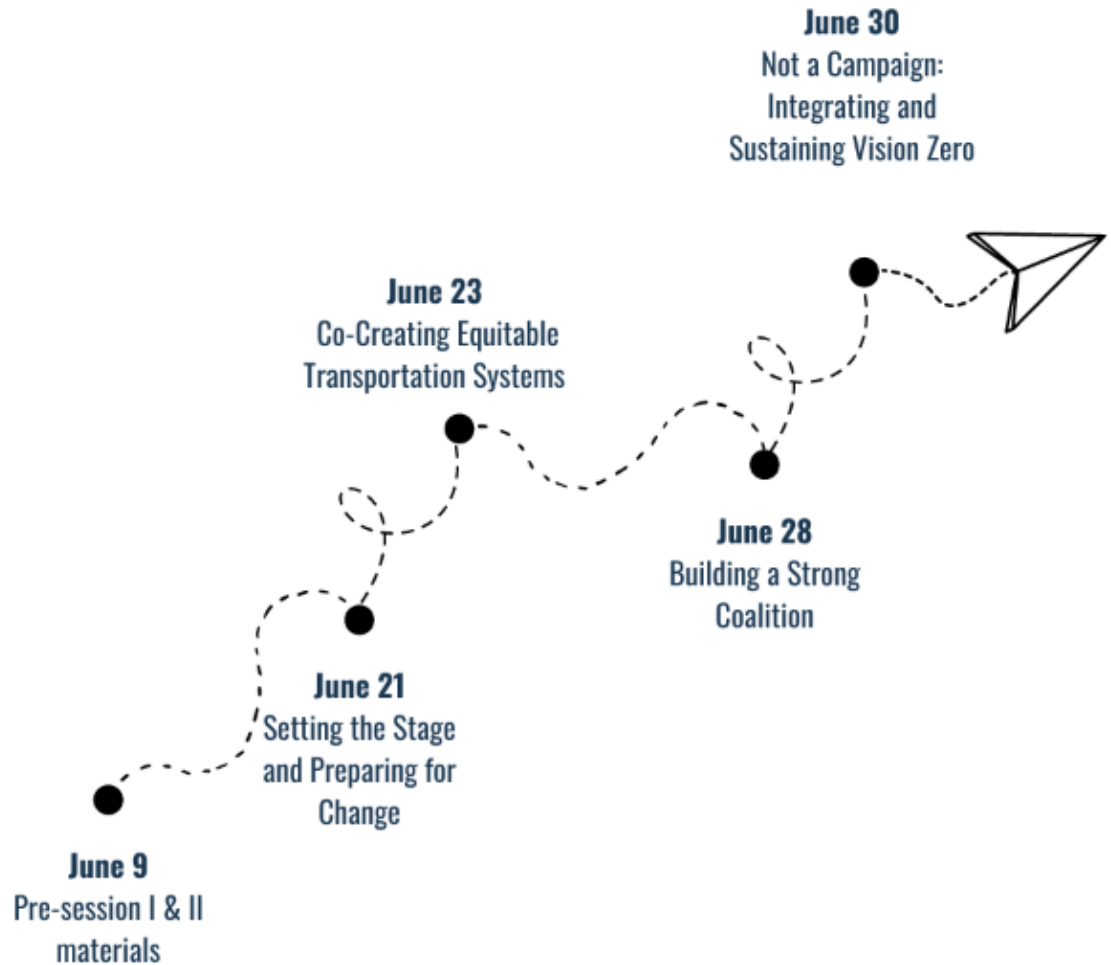 June 30
Not a Campaign:
Integrating and
Sustaining Vision Zero
June 23
Co-Creating Equitable
Transportation Systems
June 28
Building a Strong
Coalition
June 21
Setting the Stage
and Preparing for
Change
June 9
Pre-session I & II
materials